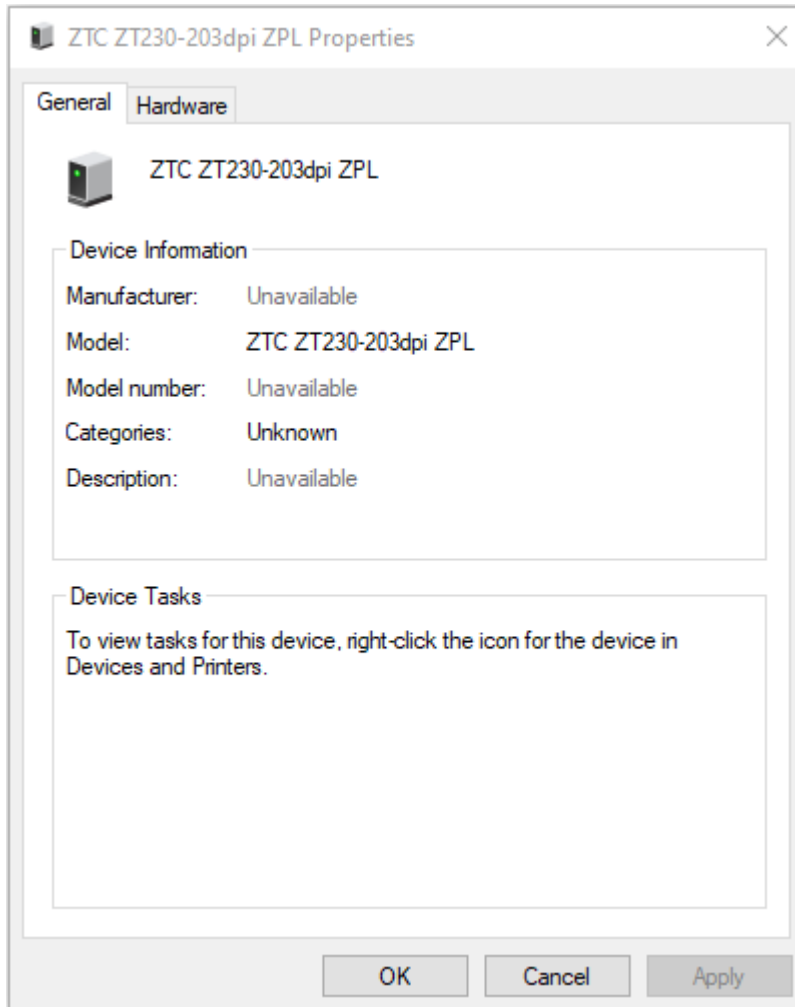 ZTC ZT230-203dpi ZPL Properties
General Hardware
ZTC ZT230-203dpi ZPL
Device Information
Manufacturer: Unavailable
Model: ZTC ZT230-203dpi ZPL
Model number: Unavailable
Categories: Unknown
Description: Unavailable
Device Tasks
To view tasks for this device, right-click the icon for the device in
Devices and Printers.
OK Cancel Apply